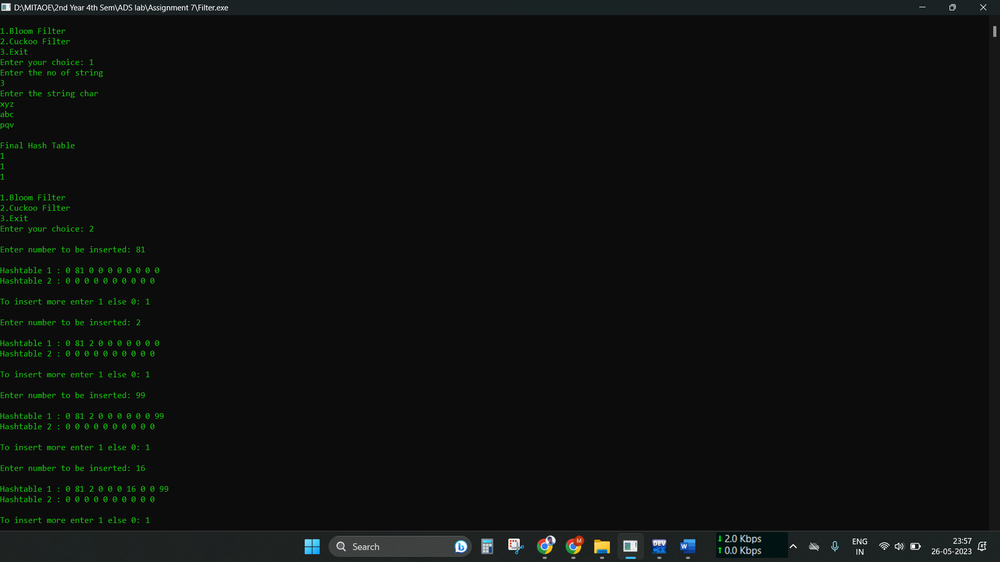 D:\MITAOE\2nd Year 4th Sem\ADS lab\Assignment 7\Filter.exe
1.Bloom Filter
2.Cuckoo Filter
3.Exit
Enter your choice: 1
Enter the no of string
3
Enter the string char
xyz
abc
pqv
Final Hash Table
1
1
1
1.Bloom Filter
2.Cuckoo Filter
3.Exit
Enter your choice: 2
Enter number to be inserted: 81
Hashtable 1 : 0 81 0 0 0 0 0 0 0 0
Hashtable 2 : 0 0 0 0 0 0 0 0 0 0
To insert more enter 1 else 0: 1
Enter number to be inserted: 2
Hashtable 1 : 0 81 2 0 0 0 0 0 0 0
Hashtable 2 : 0 0 0 0 0 0 0 0 0 0
To insert more enter 1 else 0: 1
Enter number to be inserted: 99
Hashtable 1 : 0 81 2 0 0 0 0 0 0 99
Hashtable 2 : 0 0 0 0 0 0 0 0 0 0
To insert more enter 1 else 0: 1
Enter number to be inserted: 16
Hashtable 1 : 0 81 2 0 0 0 16 0 0 99
Hashtable 2 : 0 0 0 0 0 0 0 0 0 0
To insert more enter 1 else 0: 1
Search
M
DEV
C++
W
2.0 Kbps
0.0 Kbps
ENG
IN
23:57
26-05-2023